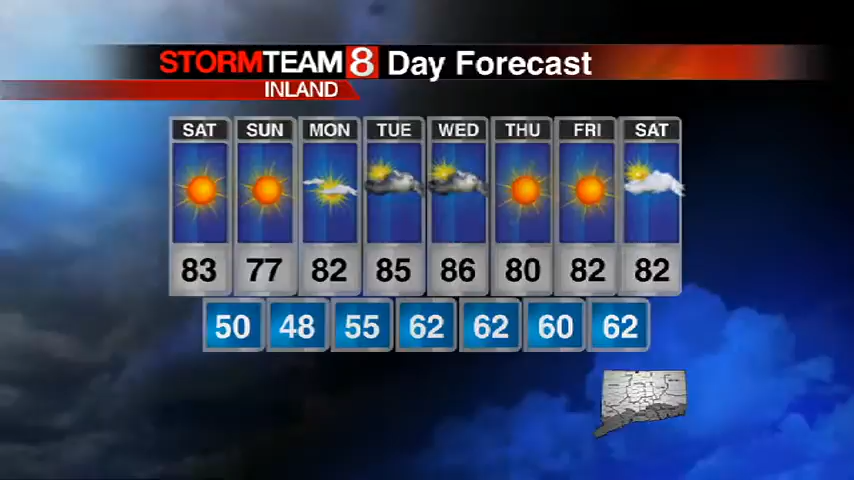 STORMTEAM 8 Day Forecast
INLAND
SAT SUN MON TUE WED THU FRI SAT
83 77 82 85 86 80 82 82
50 48 55 62 62 60 62